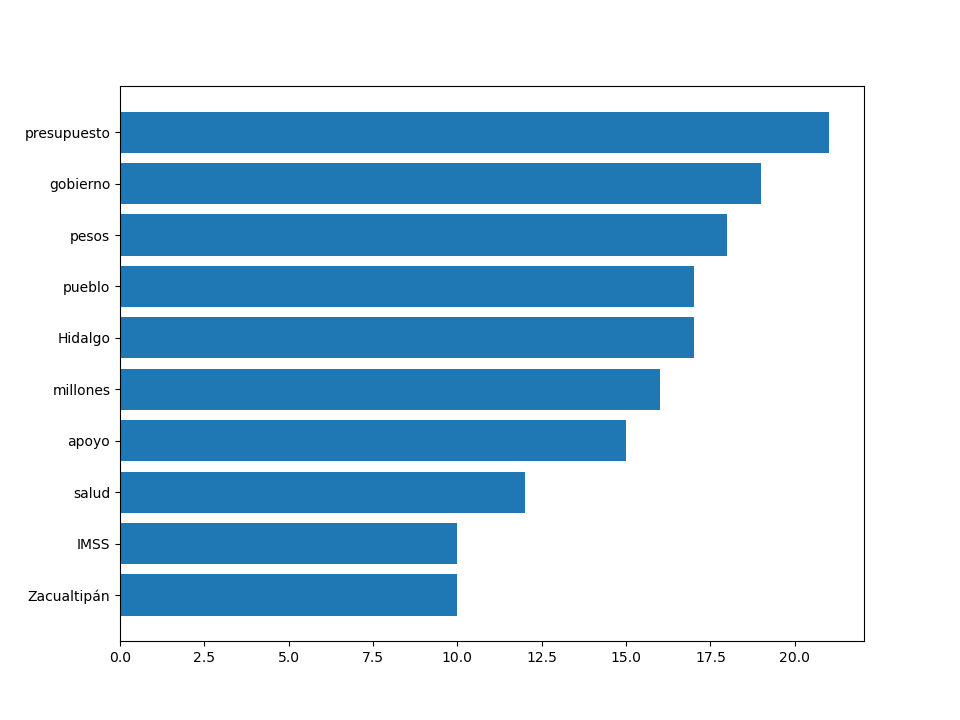 presupuesto
gobierno
pesos
pueblo
Hidalgo
millones
apoyo
salud
IMSS
Zacualtipán
0.0 2.5 5.0 7.5 10.0 12.5 15.0 17.5 20.0